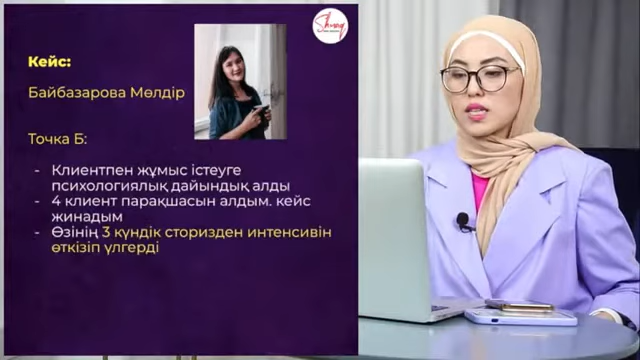 Кейс:
Байбазарова Мөлдір
Точка Б:
- Клиентпен жұмыс істеуге
психологиялық дайындық алды
- 4 клиент парақшасын алдым. кейс
жинадым
- Өзінің 3 күндік сторизден интенсивін
өткізіп үлгерді